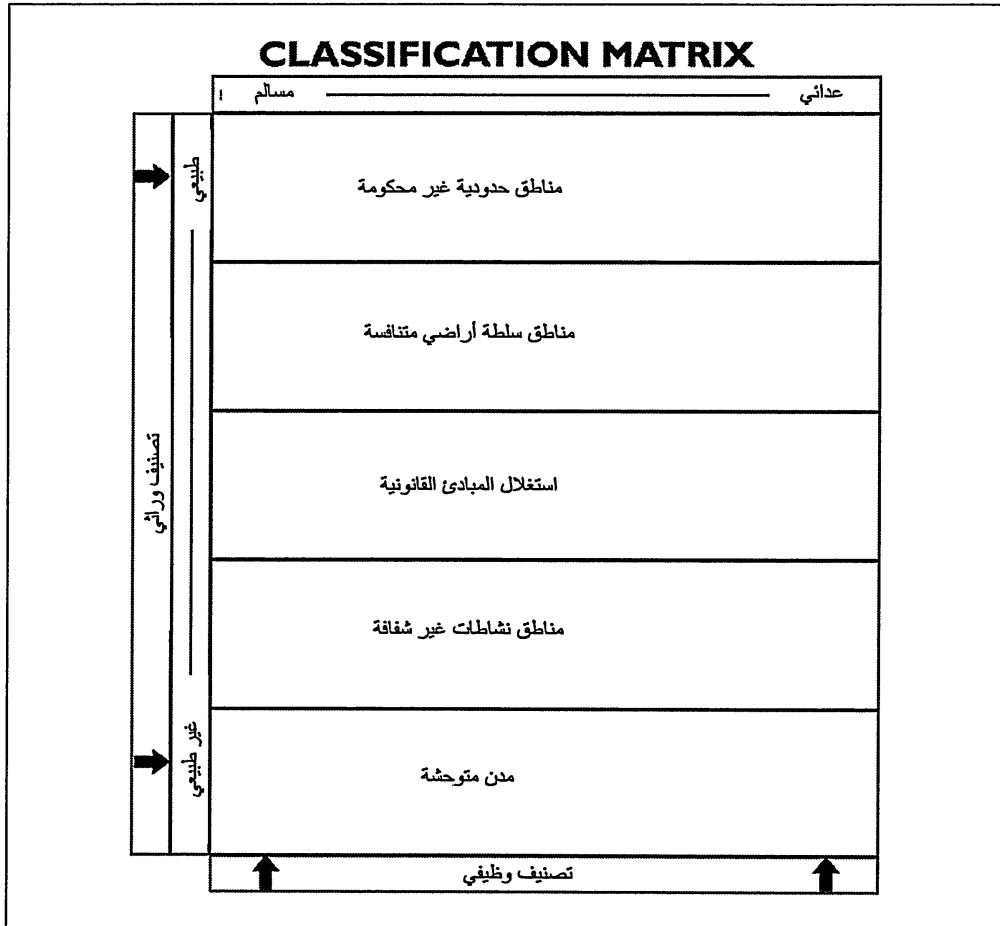 CLASSIFICATION MATRIX
عدائي
مسالم
طبيعي
مناطق حدودية غير محكومة
مناطق سلطة أراضي متنافسة
تصنيف وراثي
استغلال المبادئ القانونية
مناطق نشاطات غير شفافة
غير طبيعي
مدن متوحشة
تصنيف وظيفي